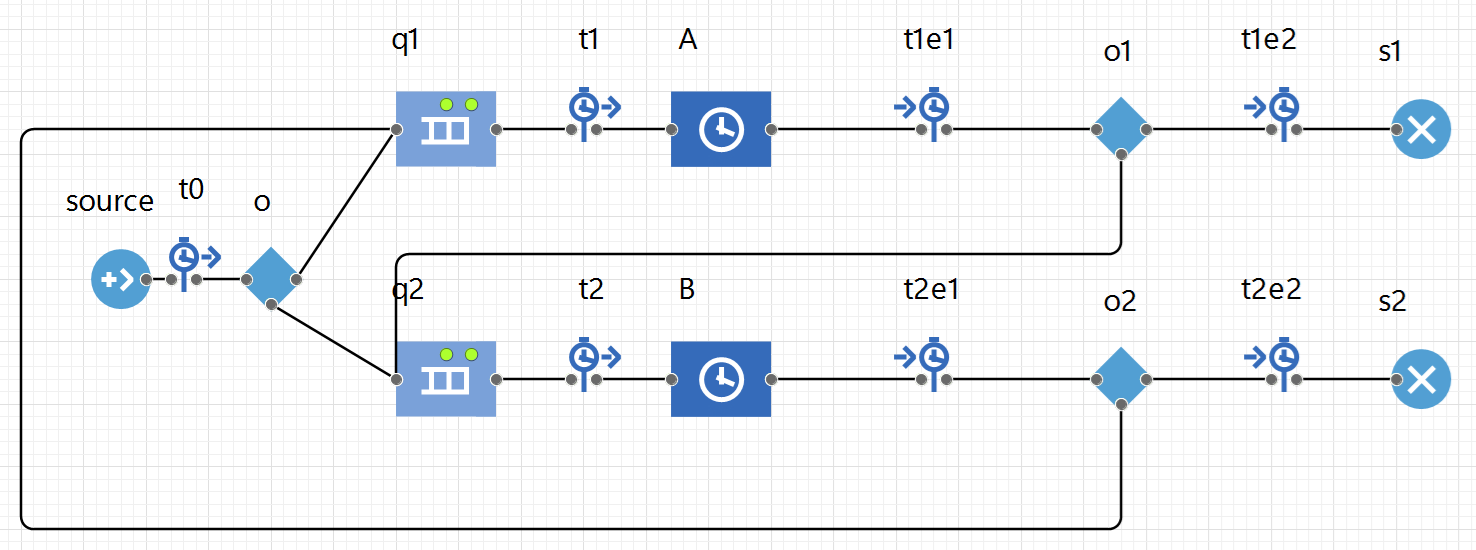 q1 t1 A t1e1 o1 t1e2 s1
source t0 o
q2 t2 B t2e1 o2 t2e2 s2